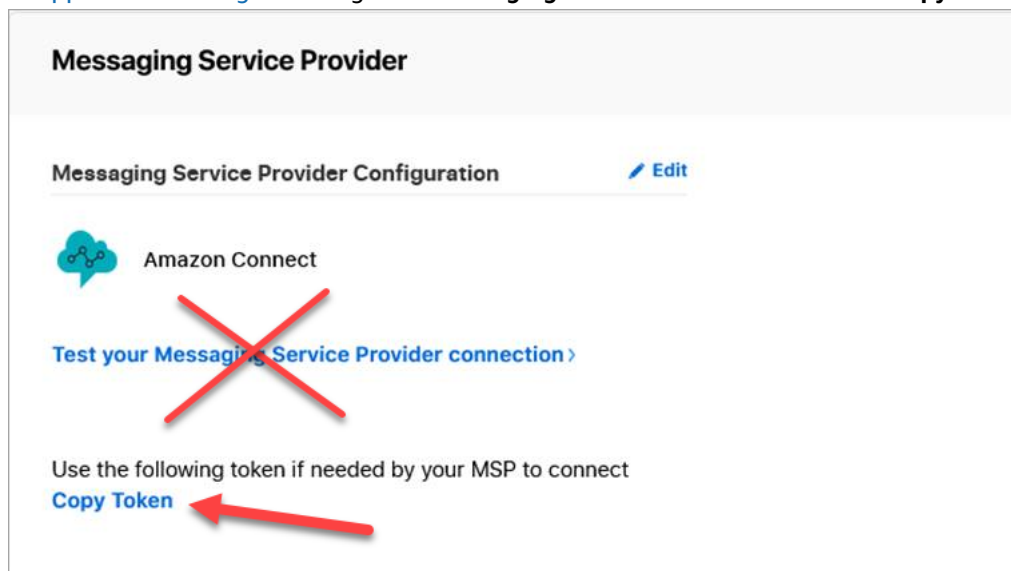 Messaging Service Provider
Messaging Service Provider Configuration Edit
Amazon Connect
Test your Messaging Service Provider connection >
Use the following token if needed by your MSP to connect
Copy Token